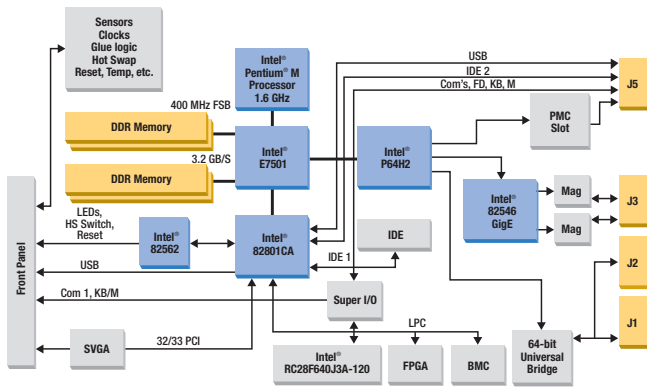 Sensors
Clocks
Glue logic
Hot Swap
Reset, Temp, etc.
Intel®
Pentium® M
Processor
1.6 GHz
USB
IDE 2
Com's, FD, KB, M
J5
400 MHz FSB
DDR Memory
PMC
Slot
Intel®
E7501
Intel®
P64H2
3.2 GB/S
DDR Memory
Intel®
82546
GigE
Mag
Mag
J3
LEDs,
HS Switch,
Reset
Intel®
82562
Intel®
82801CA
IDE
IDE 1
J2
Front Panel
USB
Com 1, KB/M
Super I/O
J1
LPC
SVGA
32/33 PCI
Intel®
RC28F640J3A-120
FPGA
BMC
64-bit
Universal
Bridge